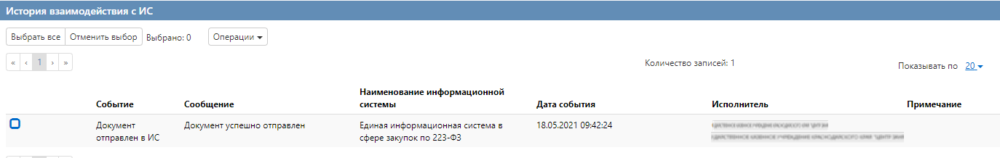 История взаимодействия с ИС
Выбрать все Отменить выбор Выбрано: 0 Операции
« ‹ 1 › » Количество записей: 1 Показывать по 20
Событие Сообщение Наименование информационной системы Дата события Исполнитель Примечание
Документ отправлен в ИС Документ успешно отправлен Единая информационная система в сфере закупок по 223-ФЗ 18.05.2021 09:42:24